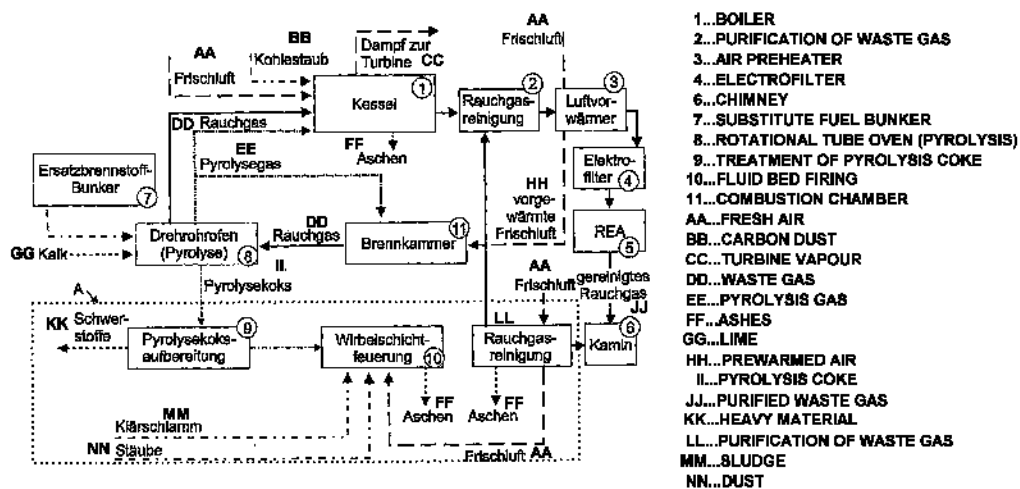 AA
Frischluft
BB
Kohlestaub
Dampf zur
Turbine CC
AA
Frischluft
1
Kessel
2
Rauchgas-
reinigung
3
Luftvor-
wärmer
DD Rauchgas
EE
Pyrolysegas
FF
Aschen
Ersatzbrennstoff-
Bunker
7
Elektro-
filter
4
HH
vorge-
wärmte
Frischluft
GG Kalk
Drehrohrofen
(Pyrolyse)
8
DD
Rauchgas
11
Brennkammer
REA
5
II.
Pyrolysekoks
AA
Frischluft
gereinigtes
Rauchgas
JJ
A
KK Schwer-
stoffe
9
Pyrolysekoks-
aufbereitung
Wirbelschicht-
feuerung
10
LL
Rauchgas-
reinigung
6
Kamin
FF
Aschen
FF
Aschen
MM
Klärschlamm
NN Stäube
Frischluft AA
1...BOILER
2...PURIFICATION OF WASTE GAS
3...AIR PREHEATER
4...ELECTROFILTER
6...CHIMNEY
7...SUBSTITUTE FUEL BUNKER
8...ROTATIONAL TUBE OVEN (PYROLYSIS)
9...TREATMENT OF PYROLYSIS COKE
10...FLUID BED FIRING
11...COMBUSTION CHAMBER
AA...FRESH AIR
BB...CARBON DUST
CC...TURBINE VAPOUR
DD...WASTE GAS
EE...PYROLYSIS GAS
FF...ASHES
GG...LIME
HH...PREWARMED AIR
II...PYROLYSIS COKE
JJ...PURIFIED WASTE GAS
KK...HEAVY MATERIAL
LL...PURIFICATION OF WASTE GAS
MM...SLUDGE
NN...DUST